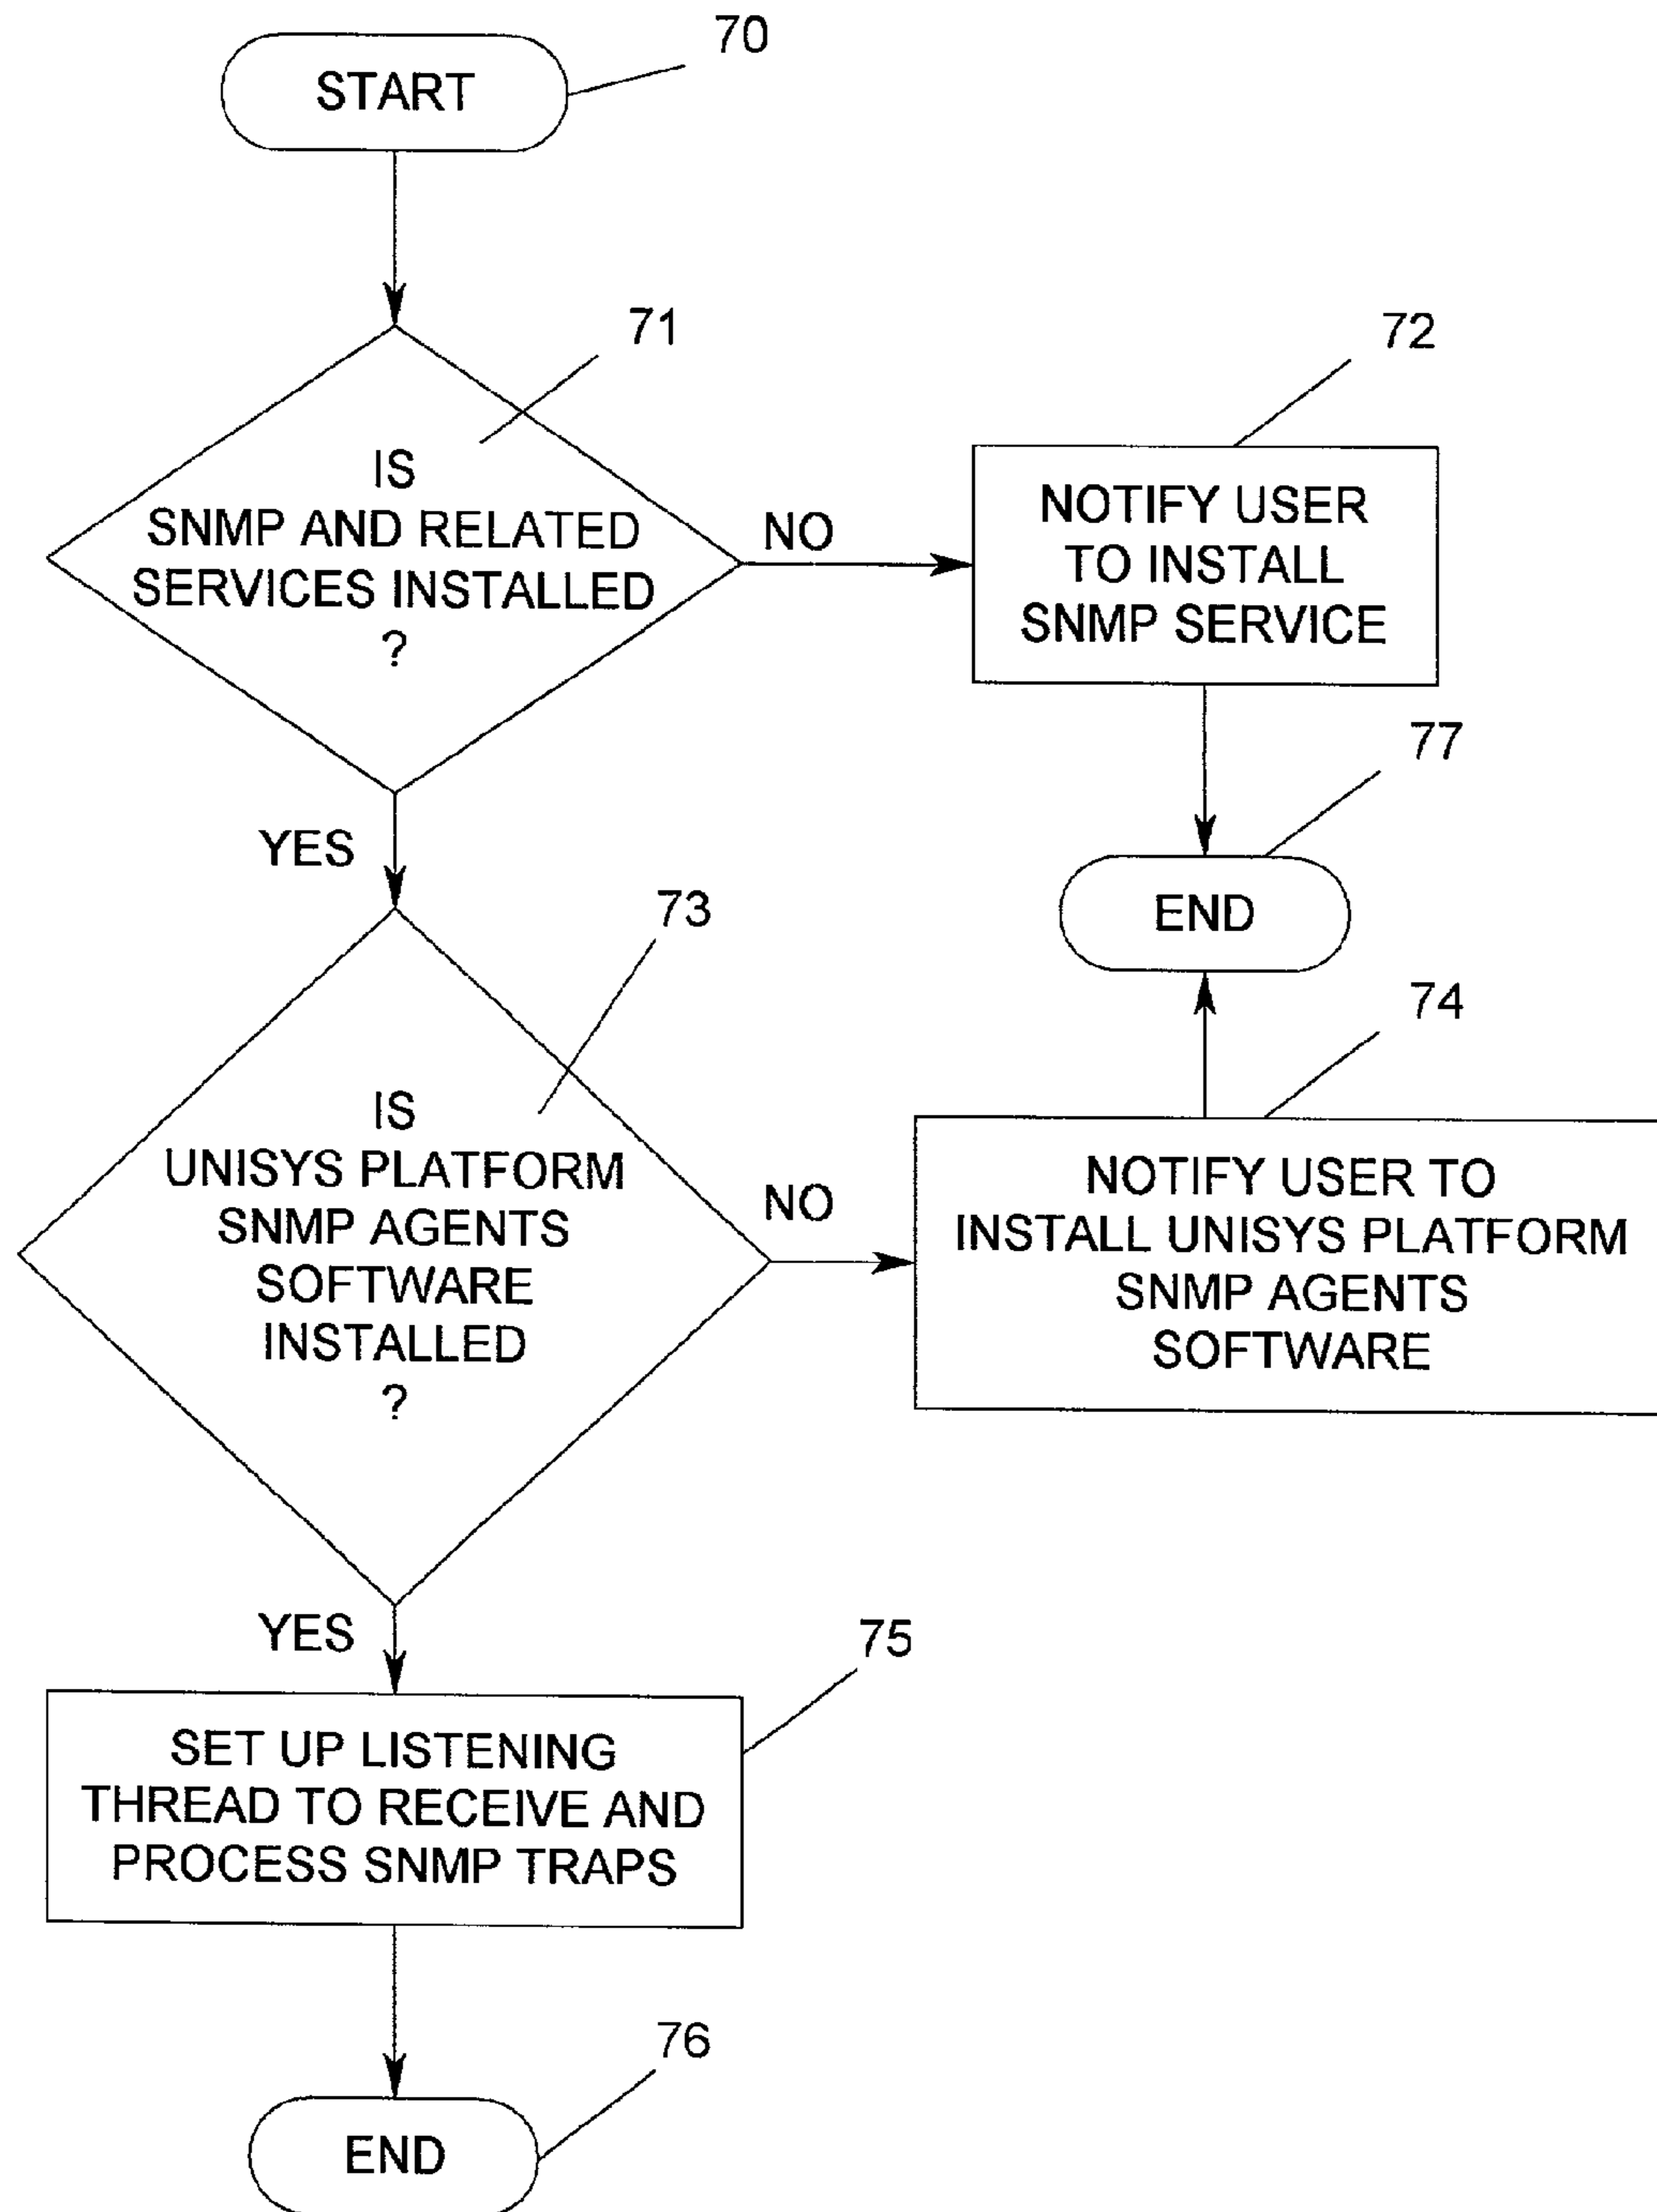 70
START
71
IS
SNMP AND RELATED
SERVICES INSTALLED
?
NO
72
NOTIFY USER
TO INSTALL
SNMP SERVICE
YES
77
END
73
IS
UNISYS PLATFORM
SNMP AGENTS
SOFTWARE
INSTALLED
?
NO
74
NOTIFY USER TO
INSTALL UNISYS PLATFORM
SNMP AGENTS
SOFTWARE
YES
75
SET UP LISTENING
THREAD TO RECEIVE AND
PROCESS SNMP TRAPS
76
END